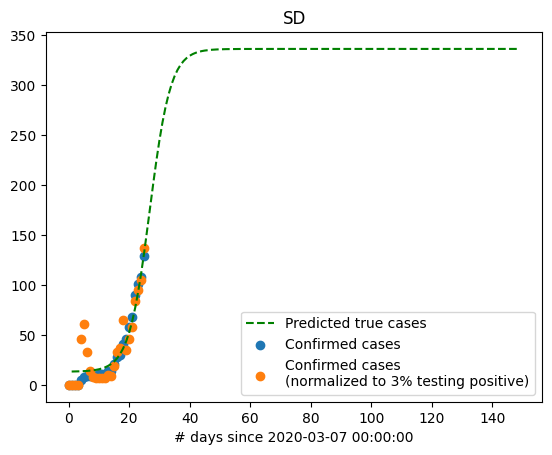 SD
350
300
250
200
150
100
50
0
Predicted true cases
Confirmed cases
Confirmed cases
(normalized to 3% testing positive)
0 20 40 60 80 100 120 140
# days since 2020-03-07 00:00:00